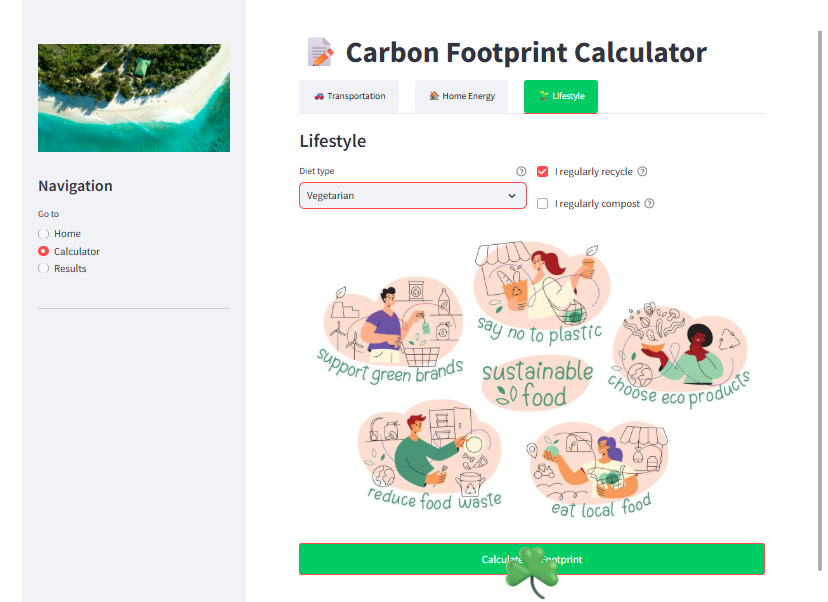 Carbon Footprint Calculator
Transportation
Home Energy
Lifestyle
Navigation
Go to
Home
Calculator
Results
Lifestyle
Diet type
Vegetarian
I regularly recycle
I regularly compost
say no to plastic
support green brands
sustainable
food
choose eco products
reduce food waste
eat local food
Calculate Footprint